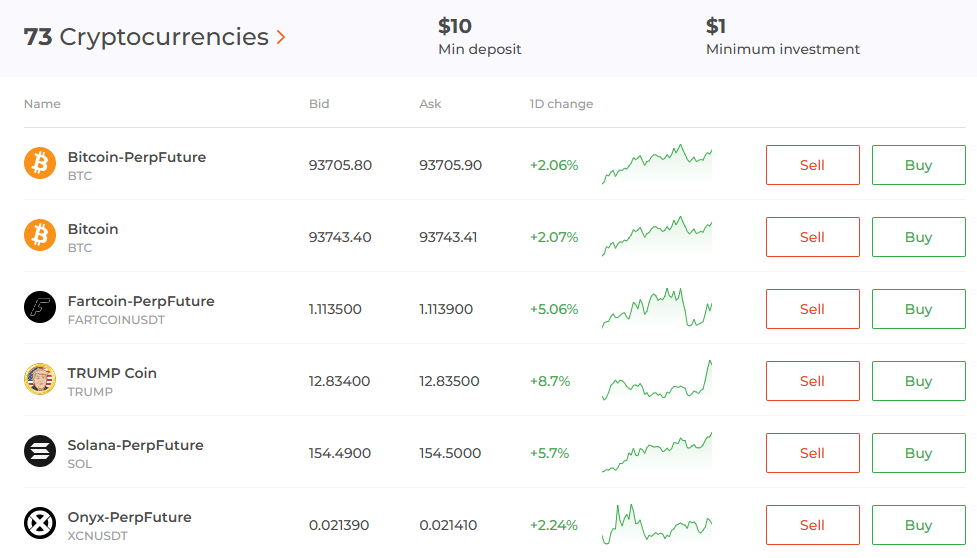 73 Cryptocurrencies
$10
Min deposit
$1
Minimum investment
Name Bid Ask 1D change
Bitcoin-PerpFuture
BTC
93705.80 93705.90 +2.06% Sell Buy
Bitcoin
BTC
93743.40 93743.41 +2.07% Sell Buy
Fartcoin-PerpFuture
FARTCOINUSDT
1.113500 1.113900 +5.06% Sell Buy
TRUMP Coin
TRUMP
12.83400 12.83500 +8.7% Sell Buy
Solana-PerpFuture
SOL
154.4900 154.5000 +5.7% Sell Buy
Onyx-PerpFuture
XCNUSDT
0.021390 0.021410 +2.24% Sell Buy